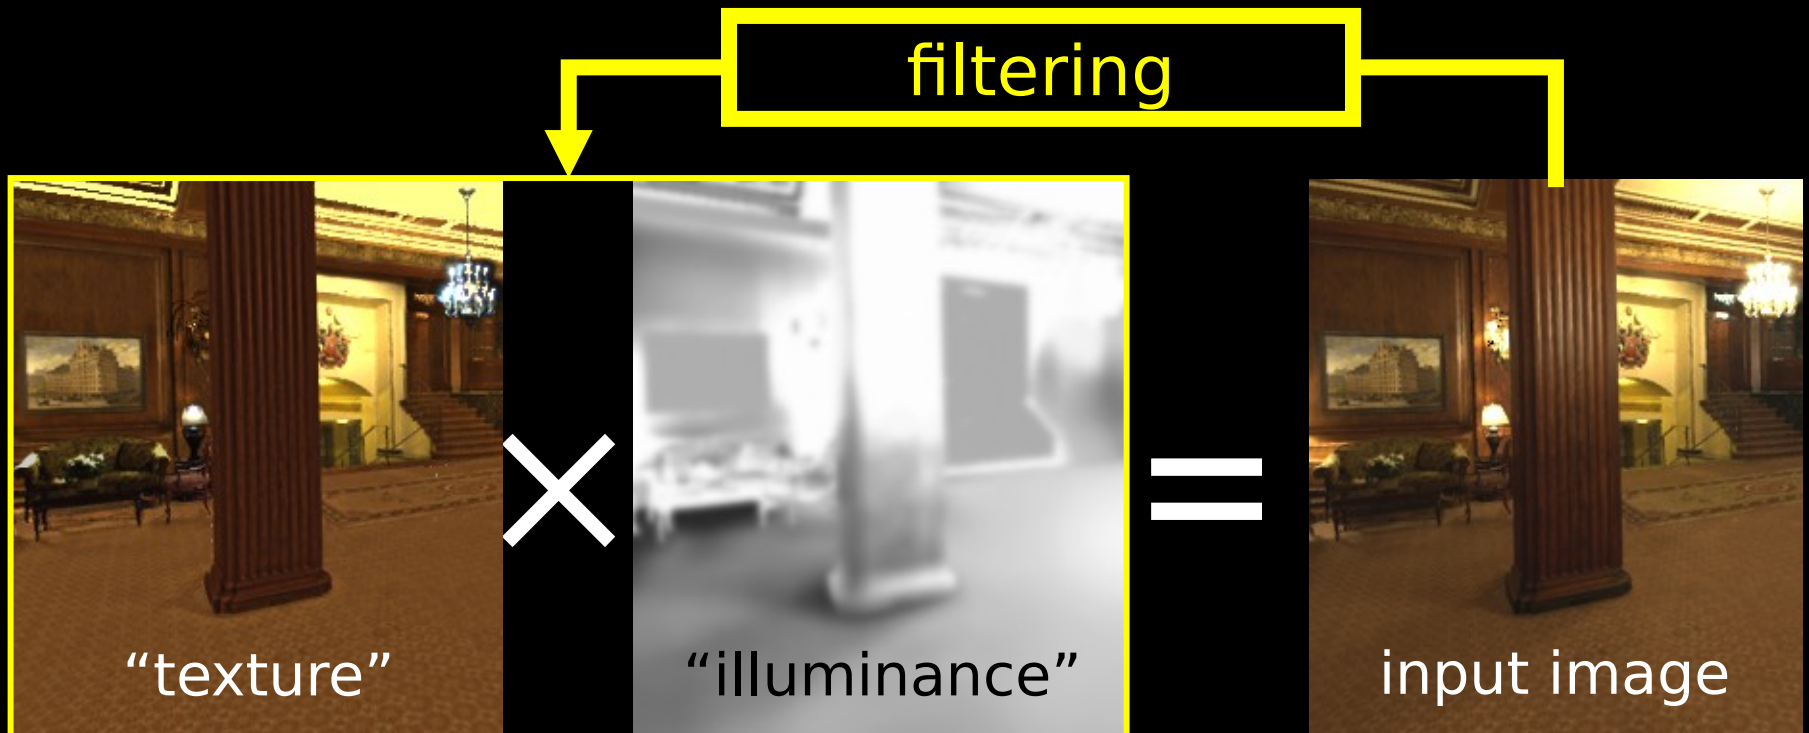 filtering
×
=
“texture”
“illuminance”
input image